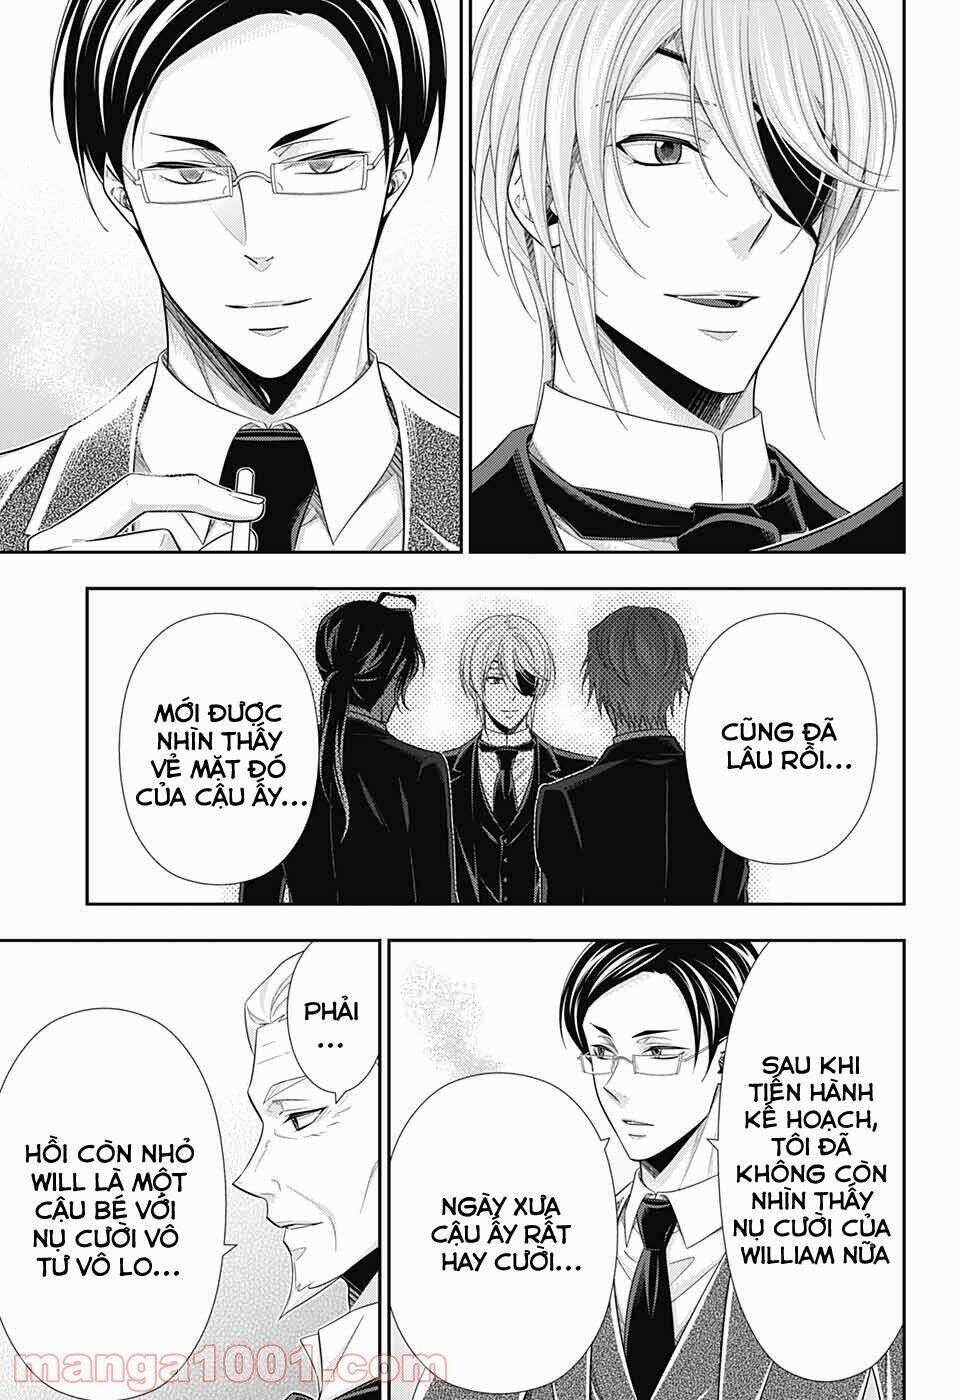 CŨNG ĐÃ
LÂU RỒI...
MỚI ĐƯỢC
NHÌN THẤY
VẺ MẶT ĐÓ
CỦA CẬU ẤY...
SAU KHI
TIẾN HÀNH
KẾ HOẠCH,
TÔI ĐÃ
KHÔNG CÒN
NHÌN THẤY
NỤ CƯỜI CỦA
WILLIAM NỮA
NGÀY XƯA
CẬU ẤY RẤT
HAY CƯỜI...
PHẢI
...
HỒI CÒN NHỎ
WILL LÀ MỘT
CẬU BÉ VỚI
NỤ CƯỜI VÔ
TƯ VÔ LO...
manga1001.com